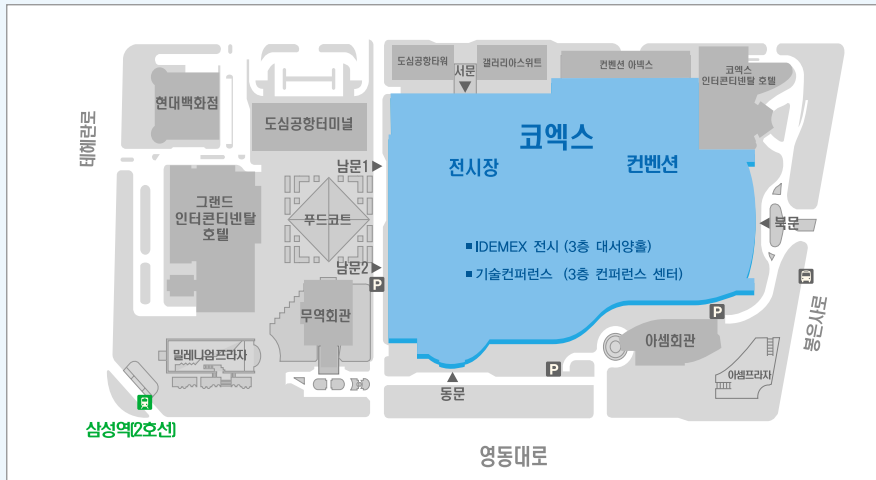 도심공항타워
서문
갤러리아스위트
컨벤션 아넥스
코엑스
인터콘티넨탈 호텔
현대백화점
도심공항터미널
테헤란로
코엑스
전시장
컨벤션
남문1
그랜드
인터콘티넨탈
호텔
푸드코트
북문
IDEMEX 전시 (3층 대서양홀)
남문2
기술컨퍼런스 (3층 컨퍼런스 센터)
P
무역회관
P
봉은사로
아셈회관
밀레니엄프라자
P
아셈프라자
동문
삼성역(2호선)
영동대로